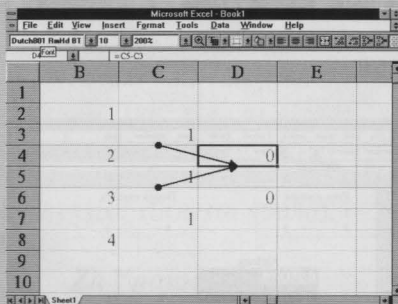 Microsoft Excel - Book1
File Edit View Insert Format Tools Data Window Help
Dutch801 RmHd BT 10 200%
D4 Font =C5-C3
B C D E
1
2 1
3 1
4 2 0
5 1
6 3 0
7 1
8 4
9
10
Sheet1